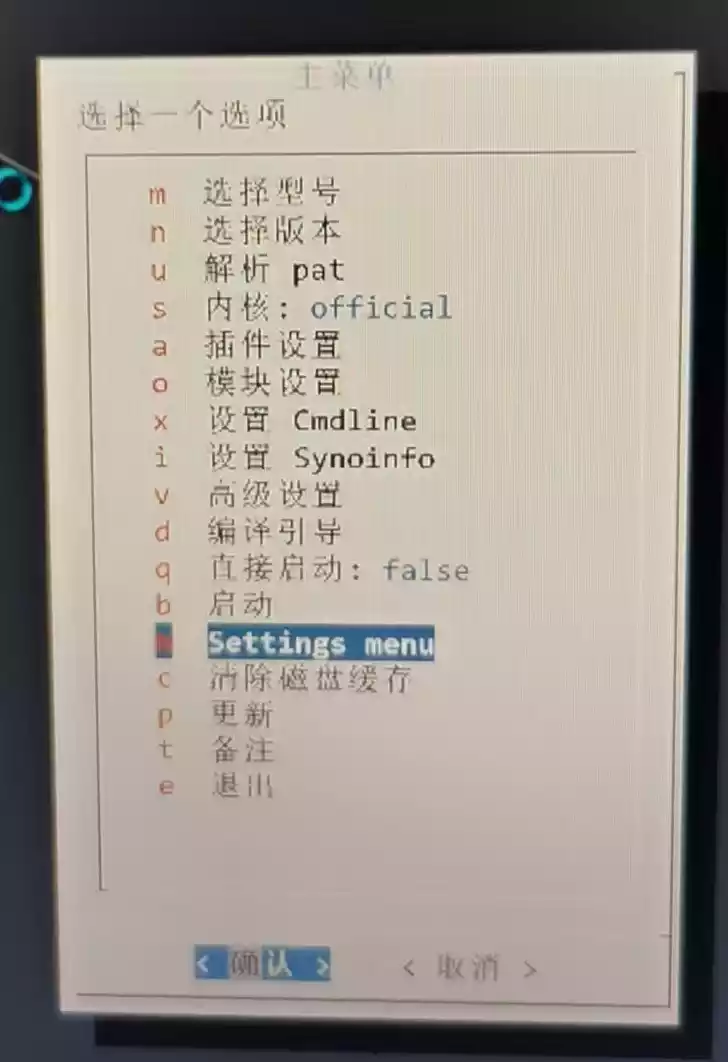 主菜单
选择一个选项
m 选择型号
n 选择版本
u 解析 pat
s 内核: official
a 插件设置
o 模块设置
x 设置 Cmdline
i 设置 Synoinfo
v 高级设置
d 编译引导
q 直接启动: false
b 启动
Settings menu
c 清除磁盘缓存
p 更新
t 备注
e 退出
< 确认 > < 取消 >